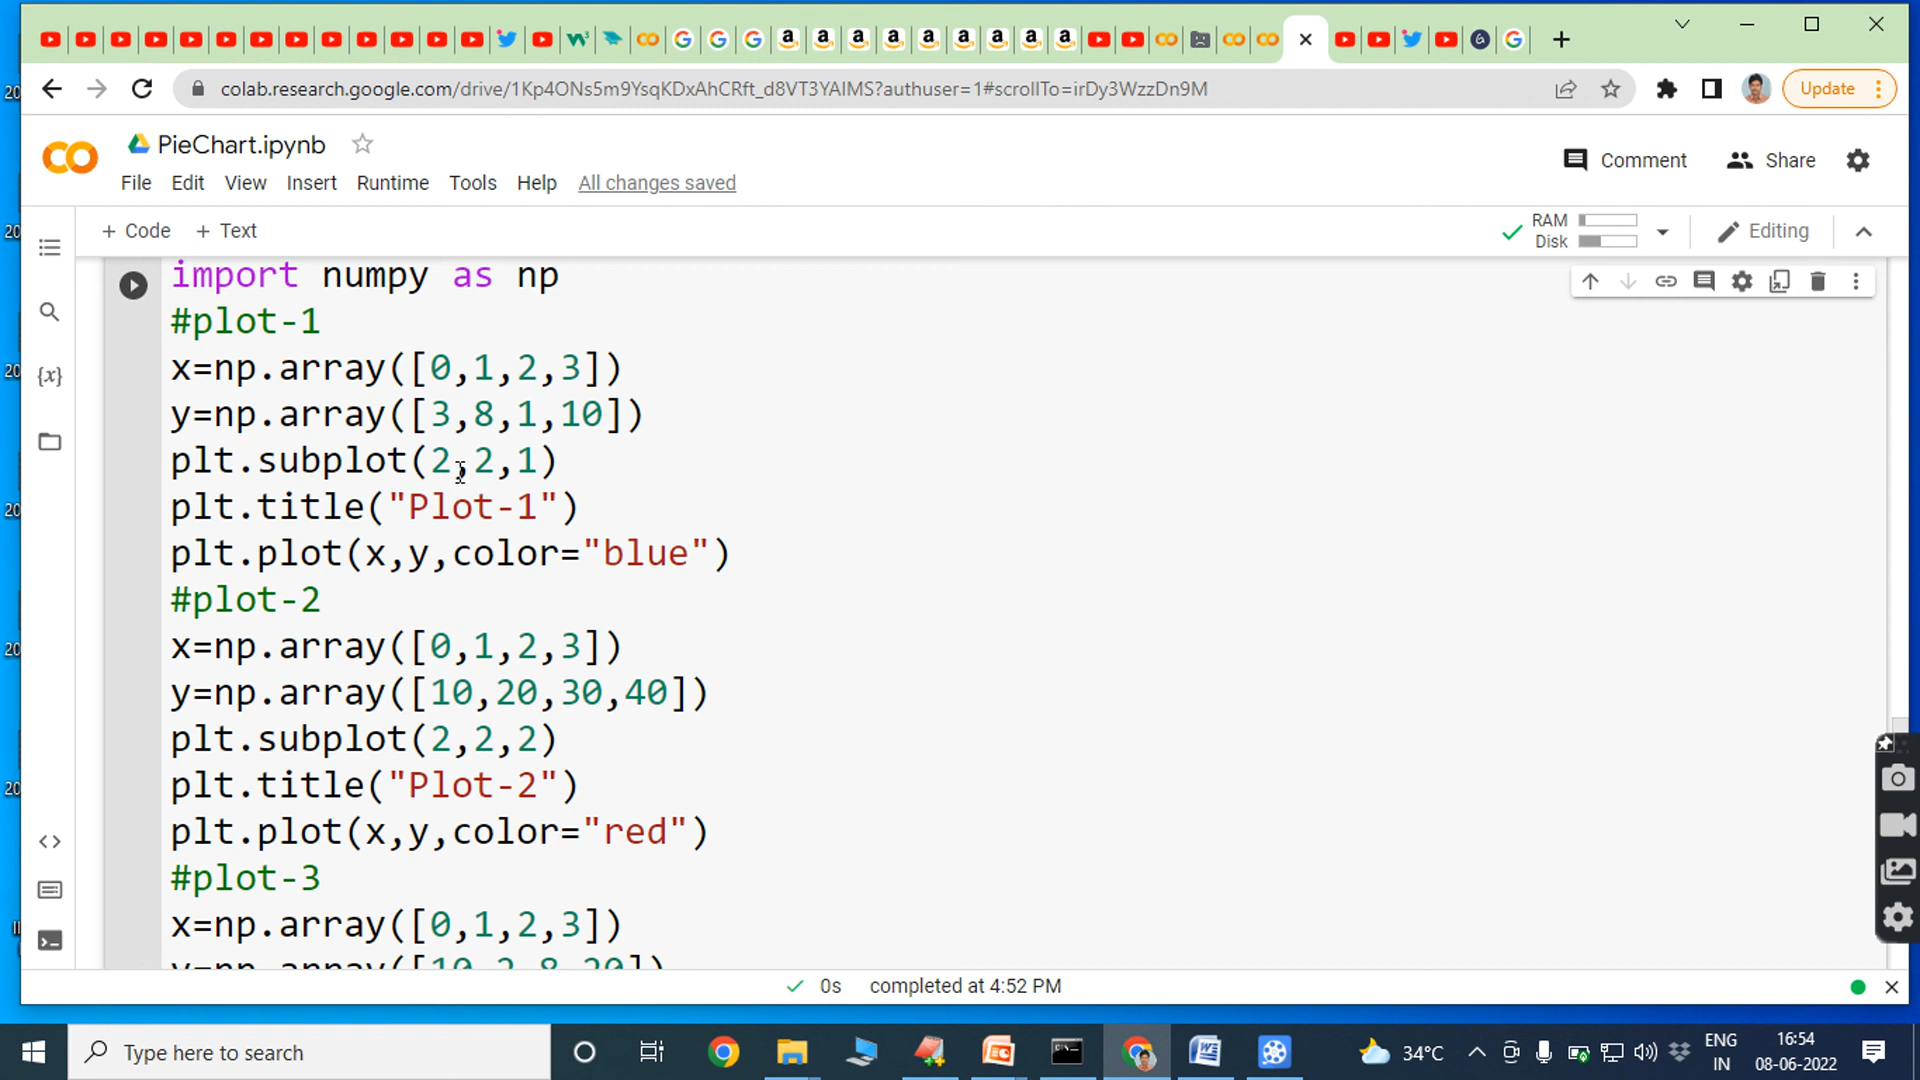 colab.research.google.com/drive/1Kp4ONs5m9YsqKDxAhCRft_d8VT3YAIMS?authuser=1#scrollTo=irDy3WzzDn9M
Update
PieChart.ipynb
Comment
Share
File Edit View Insert Runtime Tools Help All changes saved
+ Code + Text
RAM
Disk
Editing
import numpy as np
#plot-1
x=np.array([0,1,2,3])
y=np.array([3,8,1,10])
plt.subplot(2,2,1)
plt.title("Plot-1")
plt.plot(x,y,color="blue")
#plot-2
x=np.array([0,1,2,3])
y=np.array([10,20,30,40])
plt.subplot(2,2,2)
plt.title("Plot-2")
plt.plot(x,y,color="red")
#plot-3
x=np.array([0,1,2,3])
y=np.array([10,2,8,20])
0s completed at 4:52 PM
Type here to search
34°C
ENG
IN
16:54
08-06-2022